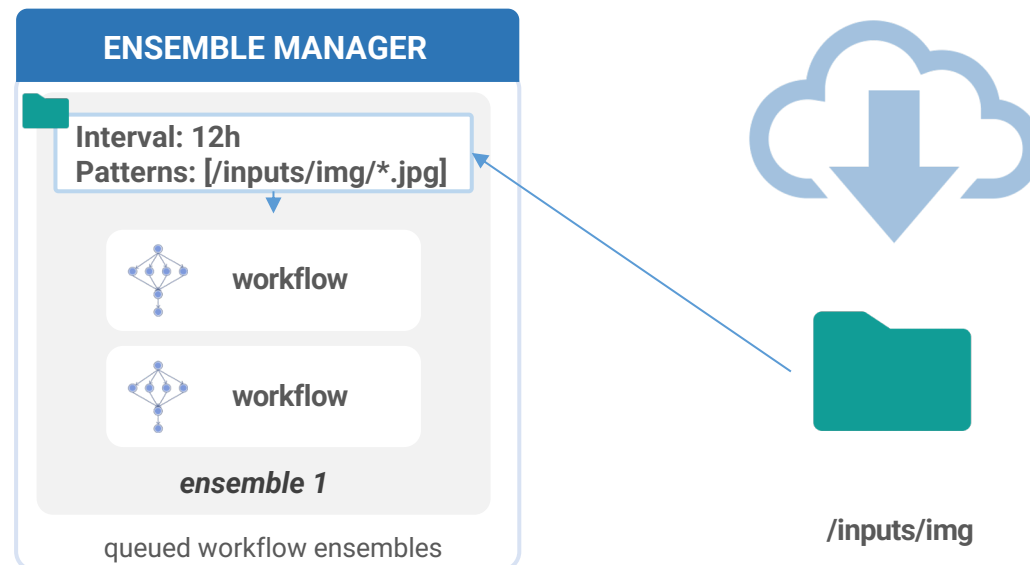 ENSEMBLE MANAGER
Interval: 12h
Patterns: [/inputs/img/*.jpg]
workflow
workflow
ensemble 1
queued workflow ensembles
/inputs/img